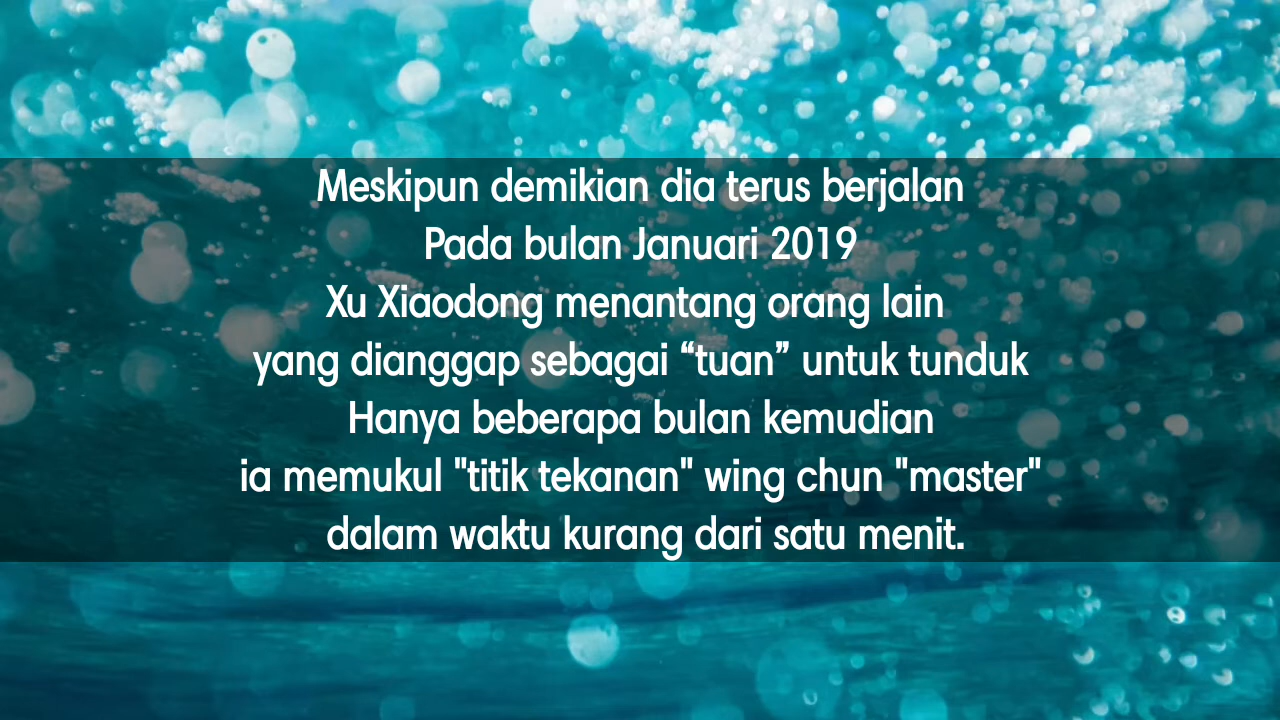 Meskipun demikian dia terus berjalan
Pada bulan Januari 2019
Xu Xiaodong menantang orang lain
yang dianggap sebagai “tuan” untuk tunduk
Hanya beberapa bulan kemudian
ia memukul "titik tekanan" wing chun "master"
dalam waktu kurang dari satu menit.